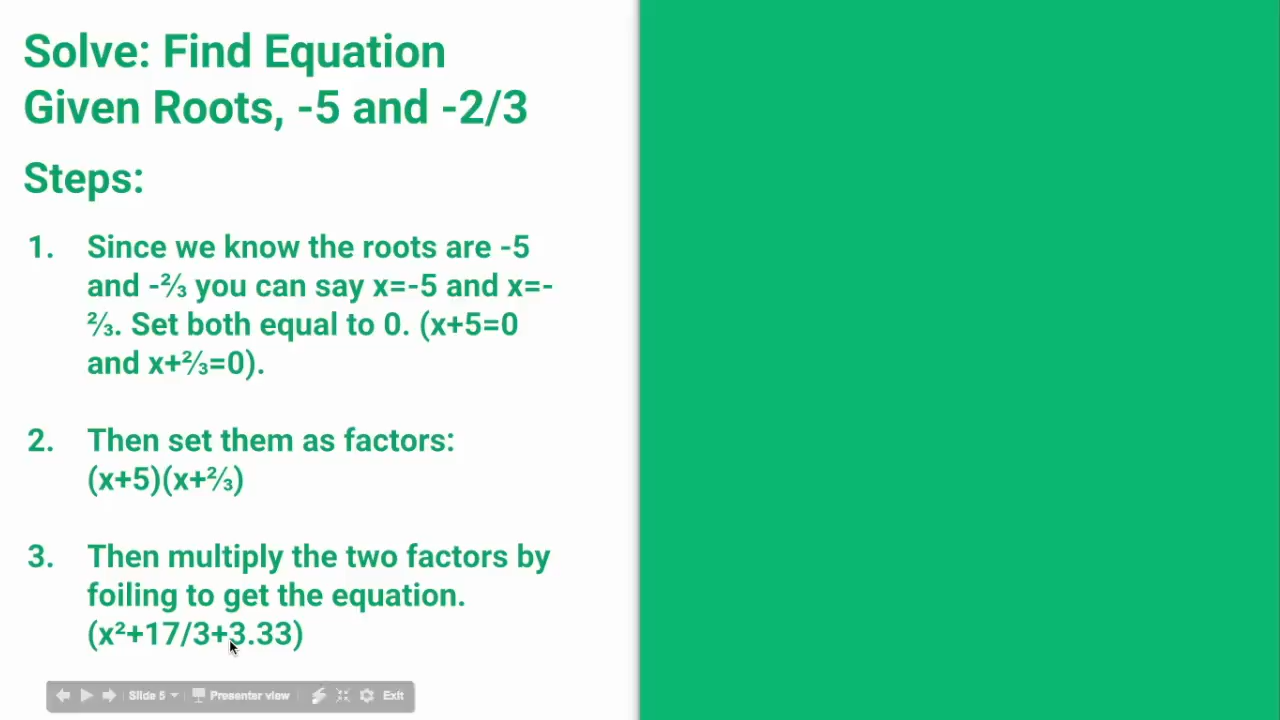 Solve: Find Equation
Given Roots, -5 and -2/3
Steps:
1. Since we know the roots are -5
and -⅔ you can say x=-5 and x=-
⅔. Set both equal to 0. (x+5=0
and x+⅔=0).
2. Then set them as factors:
(x+5)(x+⅔)
3. Then multiply the two factors by
foiling to get the equation.
(x²+17/3+3.33)
Slide 5 Presenter view Exit